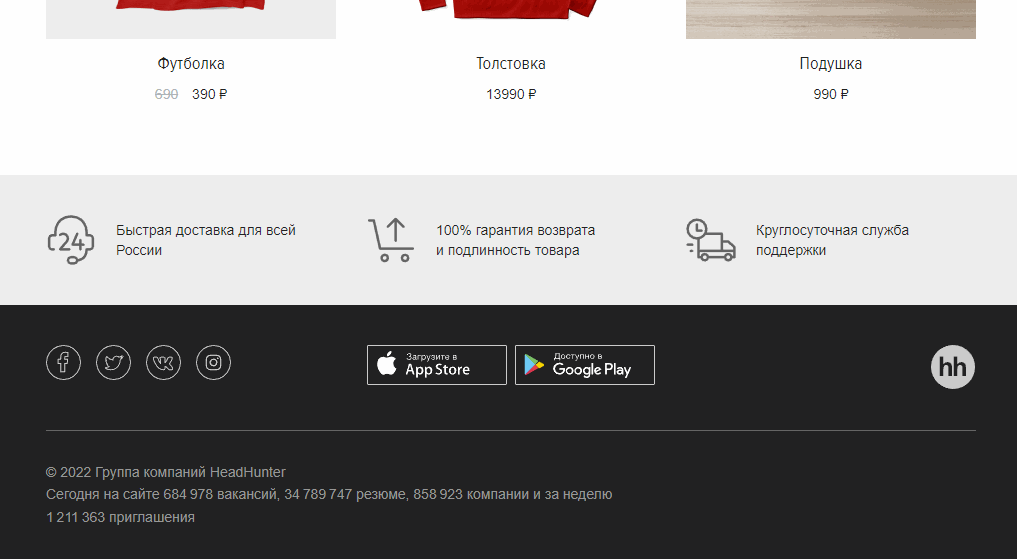 Футболка
Толстовка
Подушка
690 390 ₽
13990 ₽
990 ₽
24
Быстрая доставка для всей
России
100% гарантия возврата
и подлинность товара
Круглосуточная служба
поддержки
Загрузите в
App Store
Доступно в
Google Play
hh
© 2022 Группа компаний HeadHunter
Сегодня на сайте 684 978 вакансий, 34 789 747 резюме, 858 923 компании и за неделю
1 211 363 приглашения